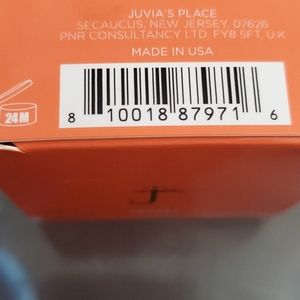 JUVIA'S PLACE
SECAUCUS, NEW JERSEY, 07626
PNR CONSULTANCY LTD, FY8 5FT, U.K
MADE IN USA
24M
8 10018 87971 6